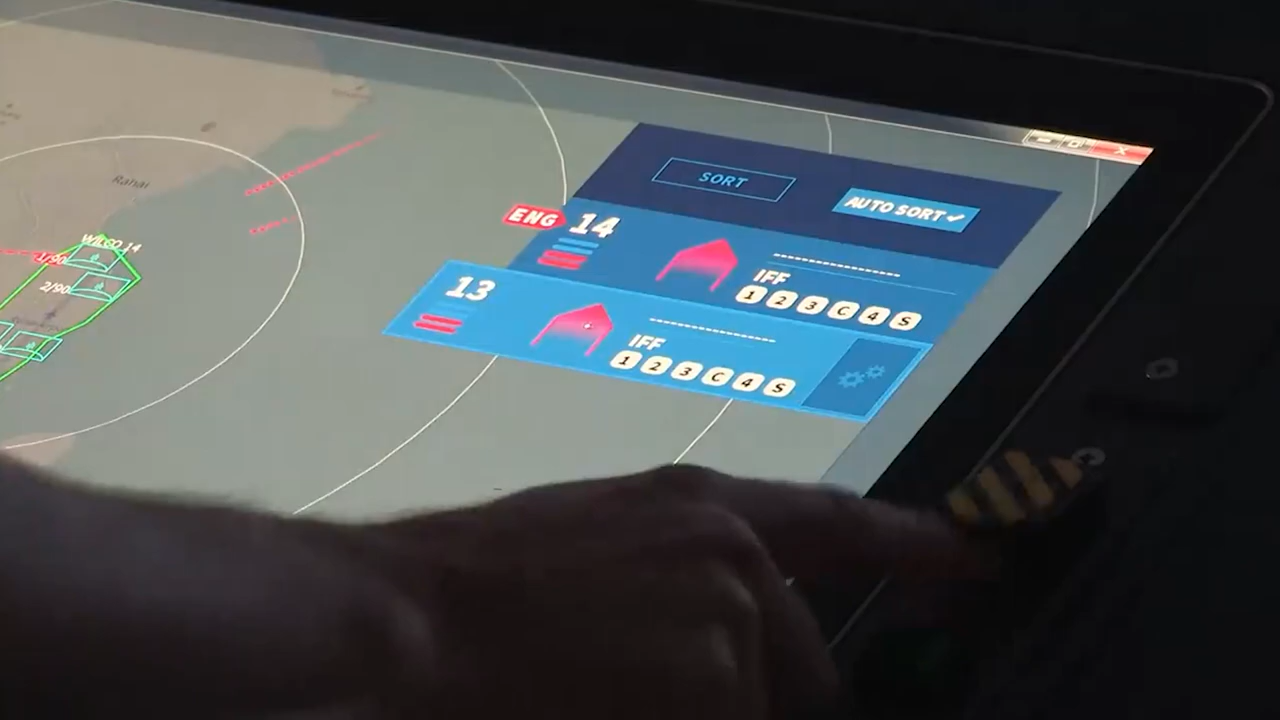 Ranai
WILCO 14
1/90
2/90
SORT
AUTO SORT
ENG
14
IFF
1 2 3 C 4 S
13
IFF
1 2 3 C 4 S